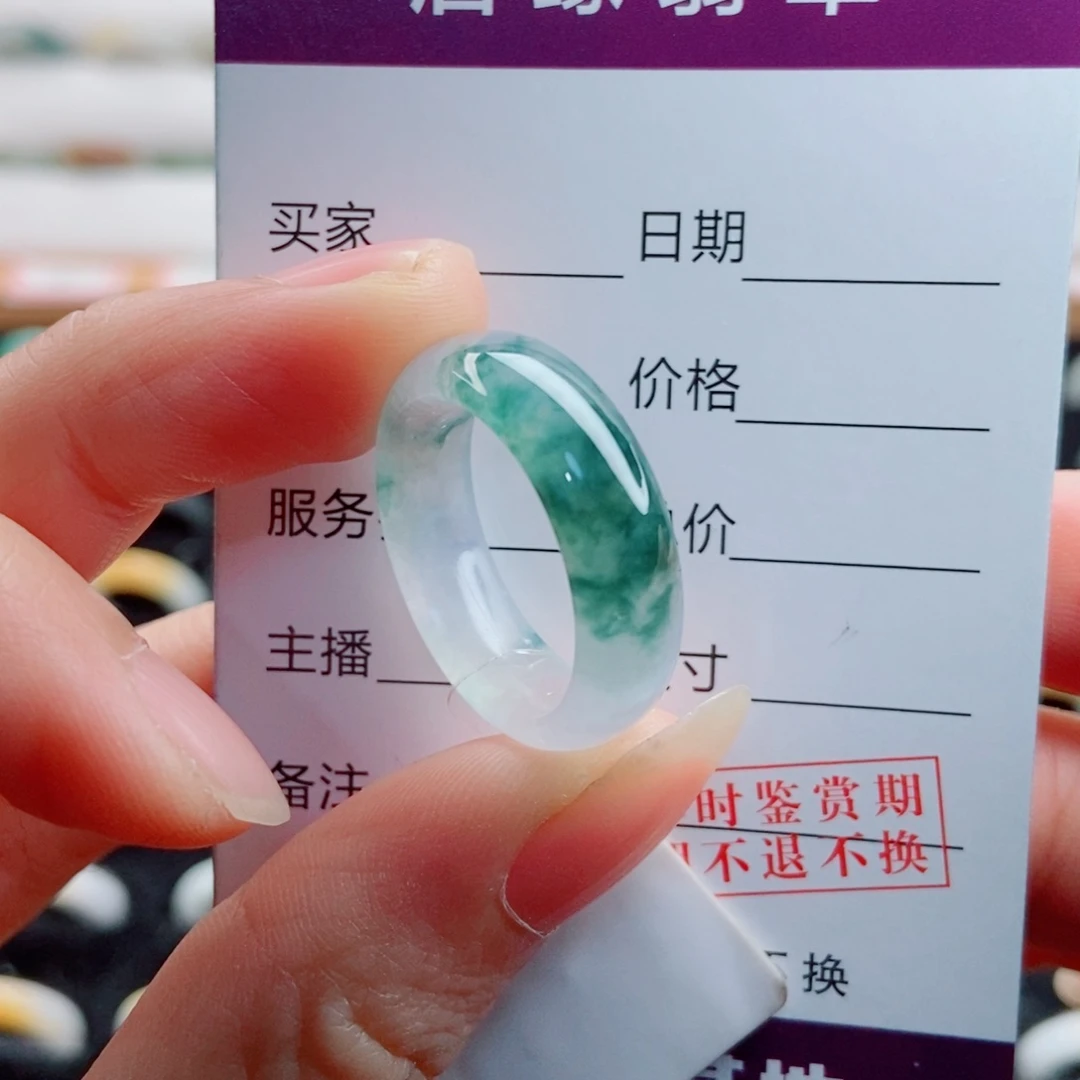 买家 日期
价格
服务 价
主播 寸
备注
时鉴赏期
不退不换
换